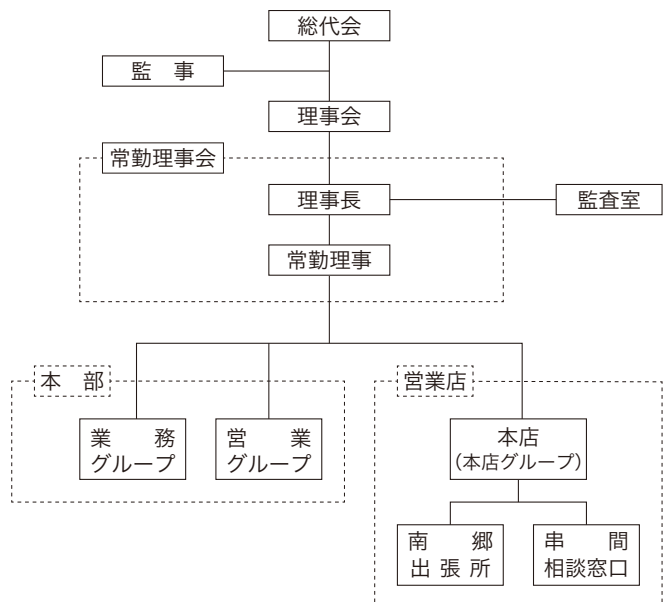 総代会
監　事
理事会
常勤理事会
理事長
監査室
常勤理事
本　部
営業店
業　　務
グループ
営　　業
グループ
本店
（本店グループ）
南　　郷
出 張 所
串　　間
相談窓口